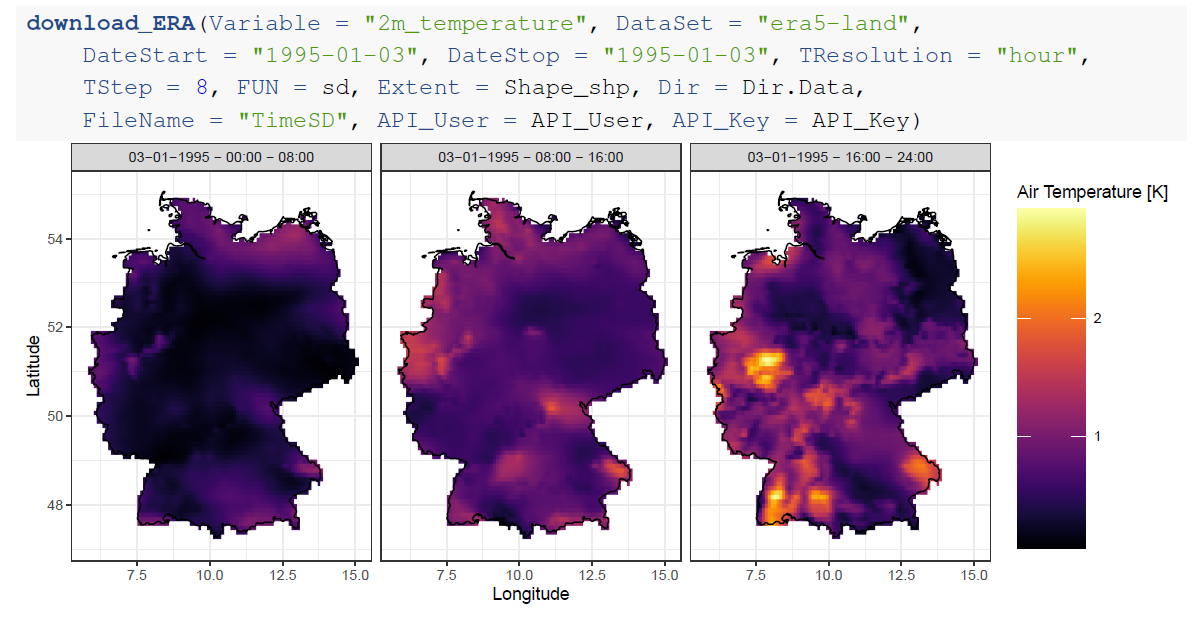 download_ERA(Variable = "2m_temperature", DataSet = "era5-land",
DateStart = "1995-01-03", DateStop = "1995-01-03", TResolution = "hour",
TStep = 8, FUN = sd, Extent = Shape_shp, Dir = Dir.Data,
FileName = "TimeSD", API_User = API_User, API_Key = API_Key)
03−01−1995 − 00:00 − 08:00
03−01−1995 − 08:00 − 16:00
03−01−1995 − 16:00 − 24:00
Air Temperature [K]
2
1
Latitude
54
52
50
48
7.5 10.0 12.5 15.0
7.5 10.0 12.5 15.0
7.5 10.0 12.5 15.0
Longitude